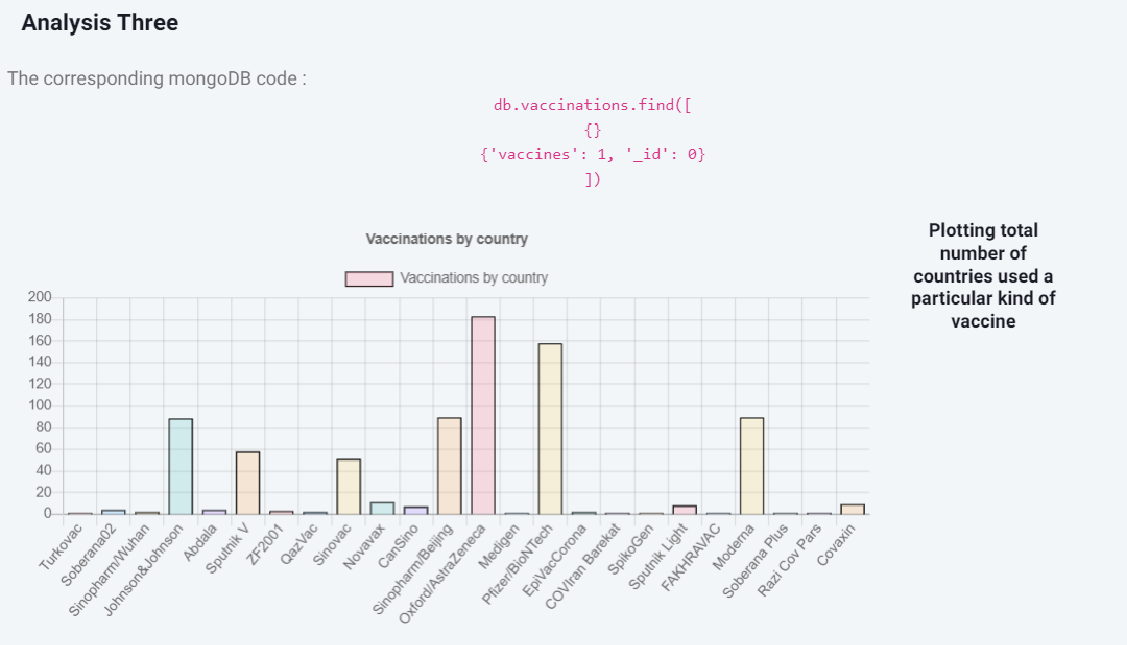 Analysis Three
The corresponding mongoDB code :
db.vaccinations.find([
{}
{'vaccines': 1, '_id': 0}
])
Vaccinations by country
Vaccinations by country
200
180
160
140
120
100
80
60
40
20
0
Turkovac
Soberana02
Sinopharm/Wuhan
Johnson&Johnson
Abdala
Sputnik V
ZF2001
QazVac
Sinovac
Novavax
CanSino
Sinopharm/Beijing
Oxford/AstraZeneca
Medigen
Pfizer/BioNTech
EpiVacCorona
COVIran Barekat
SpikoGen
Sputnik Light
FAKHRAVAC
Moderna
Soberana Plus
Razi Cov Pars
Covaxin
Plotting total
number of
countries used a
particular kind of
vaccine